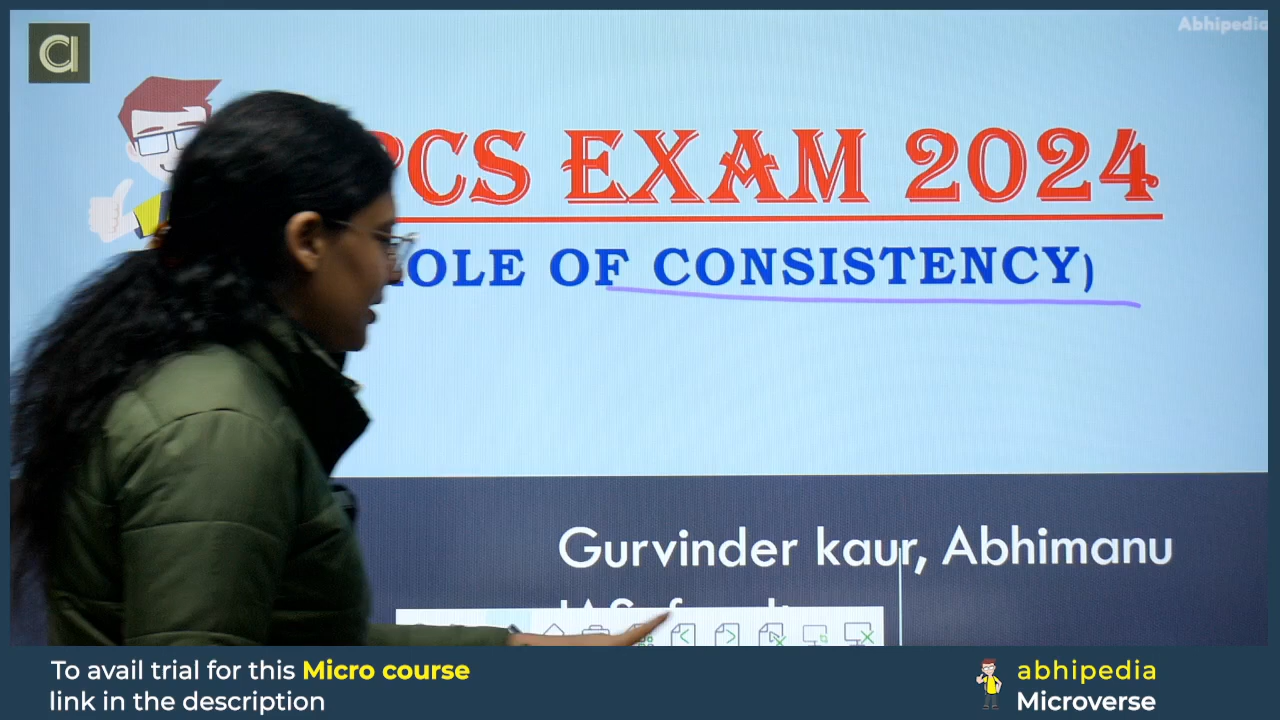 Abhipedia
PCS EXAM 2024
OLE OF CONSISTENCY)
Gurvinder kaur, Abhimanu
To avail trial for this Micro course
link in the description
abhipedia
Microverse